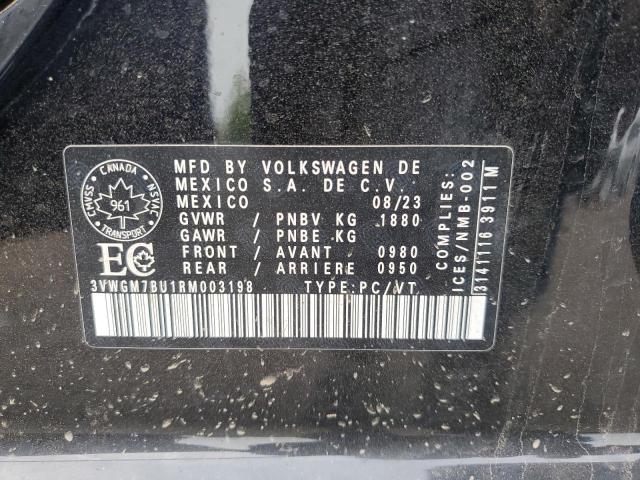 CANADA
CMVSS
NSVAC
961
TRANSPORT
EC
MFD BY VOLKSWAGEN DE
MEXICO S.A. DE C.V.
MEXICO 08/23
GVWR / PNBV KG 1880
GAWR / PNBE KG
FRONT / AVANT 0980
REAR / ARRIERE 0950
3VWGM7BU1RM003198 TYPE:PC/VT
COMPLIES:
ICES/NMB-002
3141116 3911 M